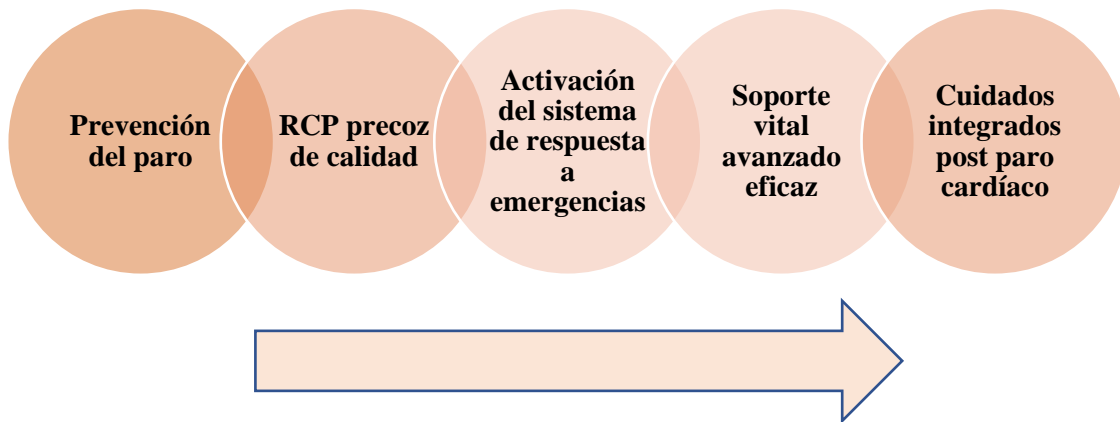 Prevención
del paro
RCP precoz
de calidad
Activación
del sistema
de respuesta
a
emergencias
Soporte
vital
avanzado
eficaz
Cuidados
integrados
post paro
cardíaco